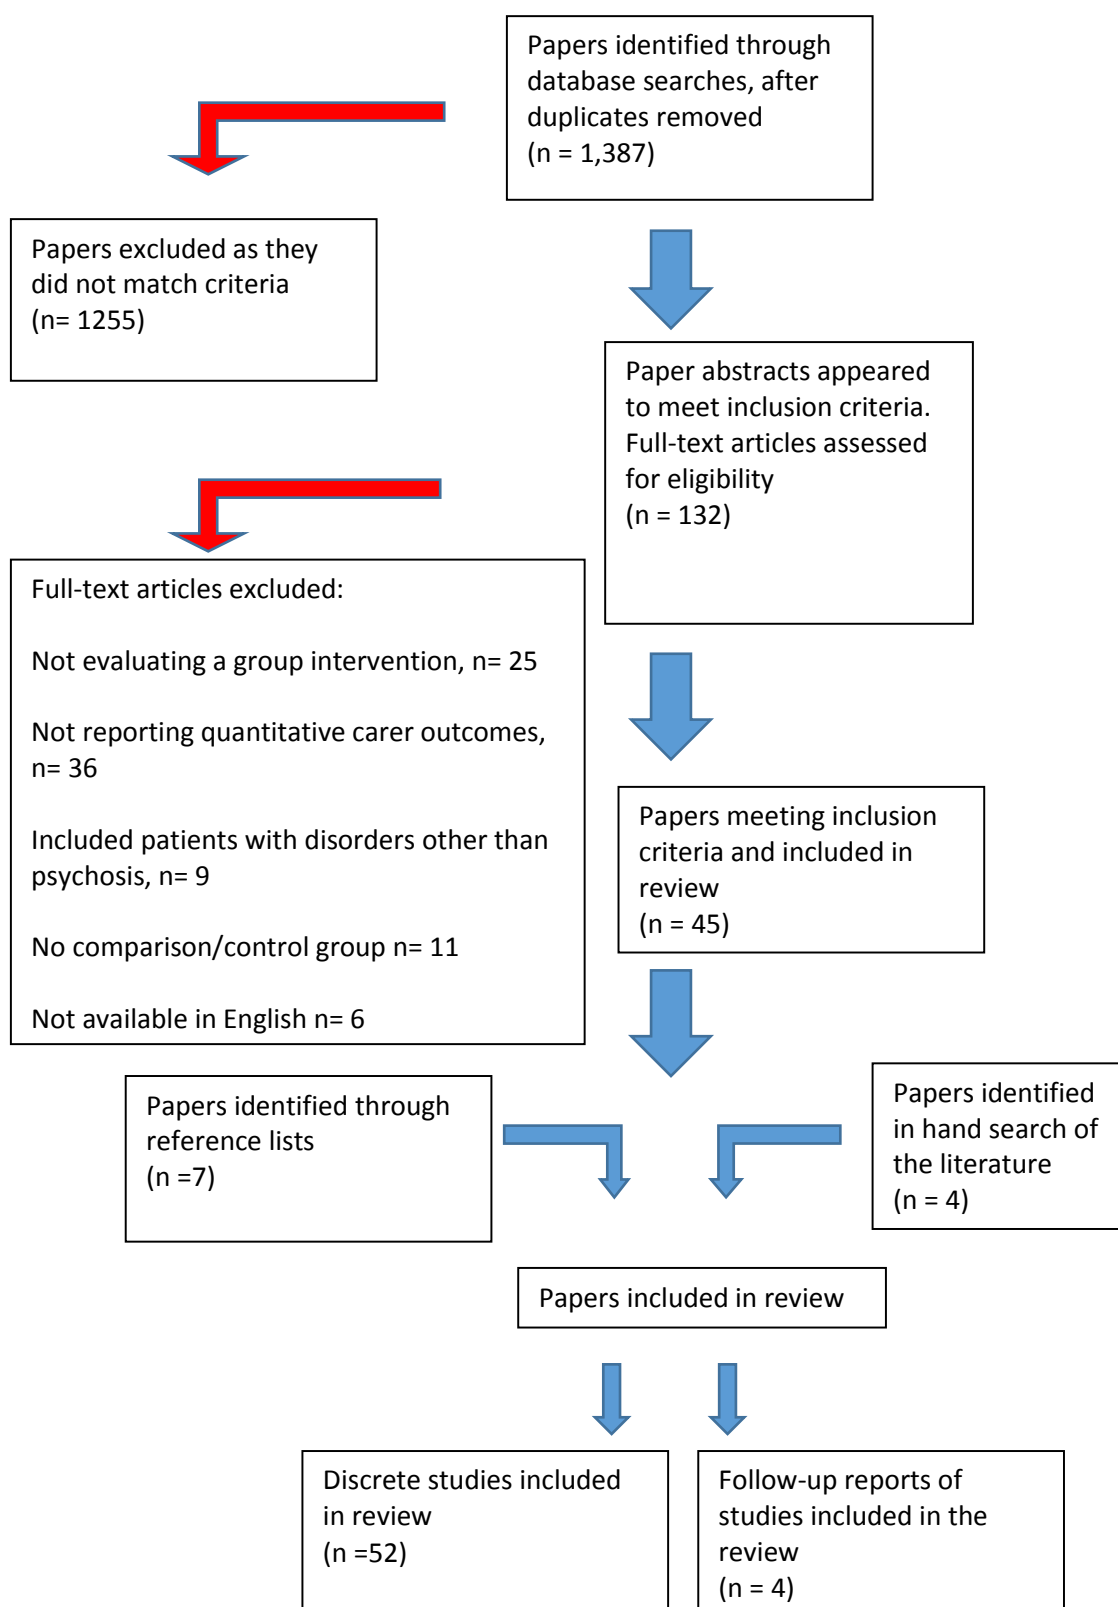 Papers identified through
database searches, after
duplicates removed
(n = 1,387)
Papers excluded as they
did not match criteria
(n= 1255)
Paper abstracts appeared
to meet inclusion criteria.
Full-text articles assessed
for eligibility
(n = 132)
Full-text articles excluded:
Not evaluating a group intervention, n= 25
Not reporting quantitative carer outcomes,
n= 36
Included patients with disorders other than
psychosis, n= 9
No comparison/control group n= 11
Not available in English n= 6
Papers meeting inclusion
criteria and included in
review
(n = 45)
Papers identified through
reference lists
(n =7)
Papers identified
in hand search of
the literature
(n = 4)
Papers included in review
Discrete studies included
in review
(n =52)
Follow-up reports of
studies included in the
review
(n = 4)